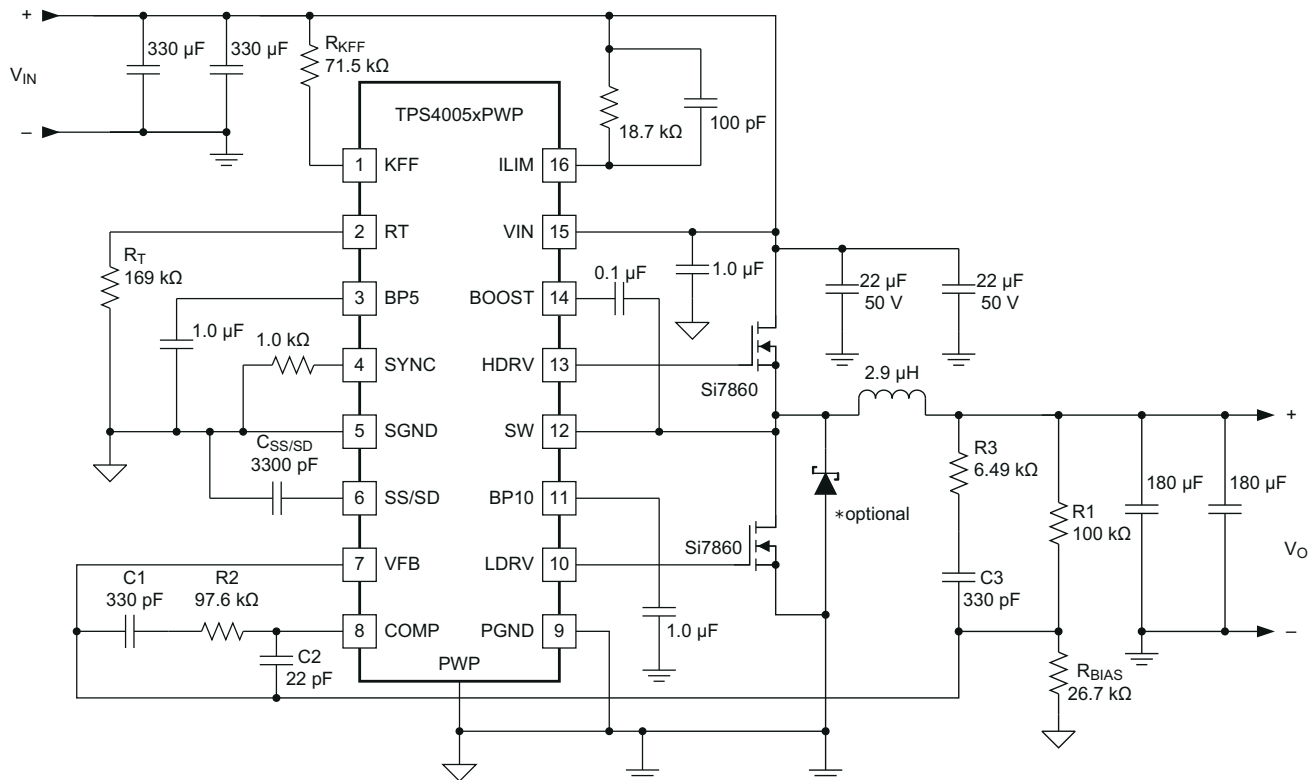 +
V_IN
−
330 µF
330 µF
R_KFF
71.5 kΩ
TPS4005xPWP
18.7 kΩ
100 pF
1 KFF
ILIM 16
2 RT
VIN 15
R_T
169 kΩ
1.0 µF
22 µF
50 V
22 µF
50 V
3 BP5
BOOST 14
0.1 µF
1.0 µF
1.0 kΩ
4 SYNC
HDRV 13
Si7860
2.9 µH
5 SGND
SW 12
C_SS/SD
3300 pF
6 SS/SD
BP10 11
*optional
R3
6.49 kΩ
R1
100 kΩ
180 µF
180 µF
+
V_O
−
Si7860
7 VFB
LDRV 10
C1
330 pF
R2
97.6 kΩ
C3
330 pF
8 COMP
PGND 9
1.0 µF
C2
22 pF
PWP
R_BIAS
26.7 kΩ